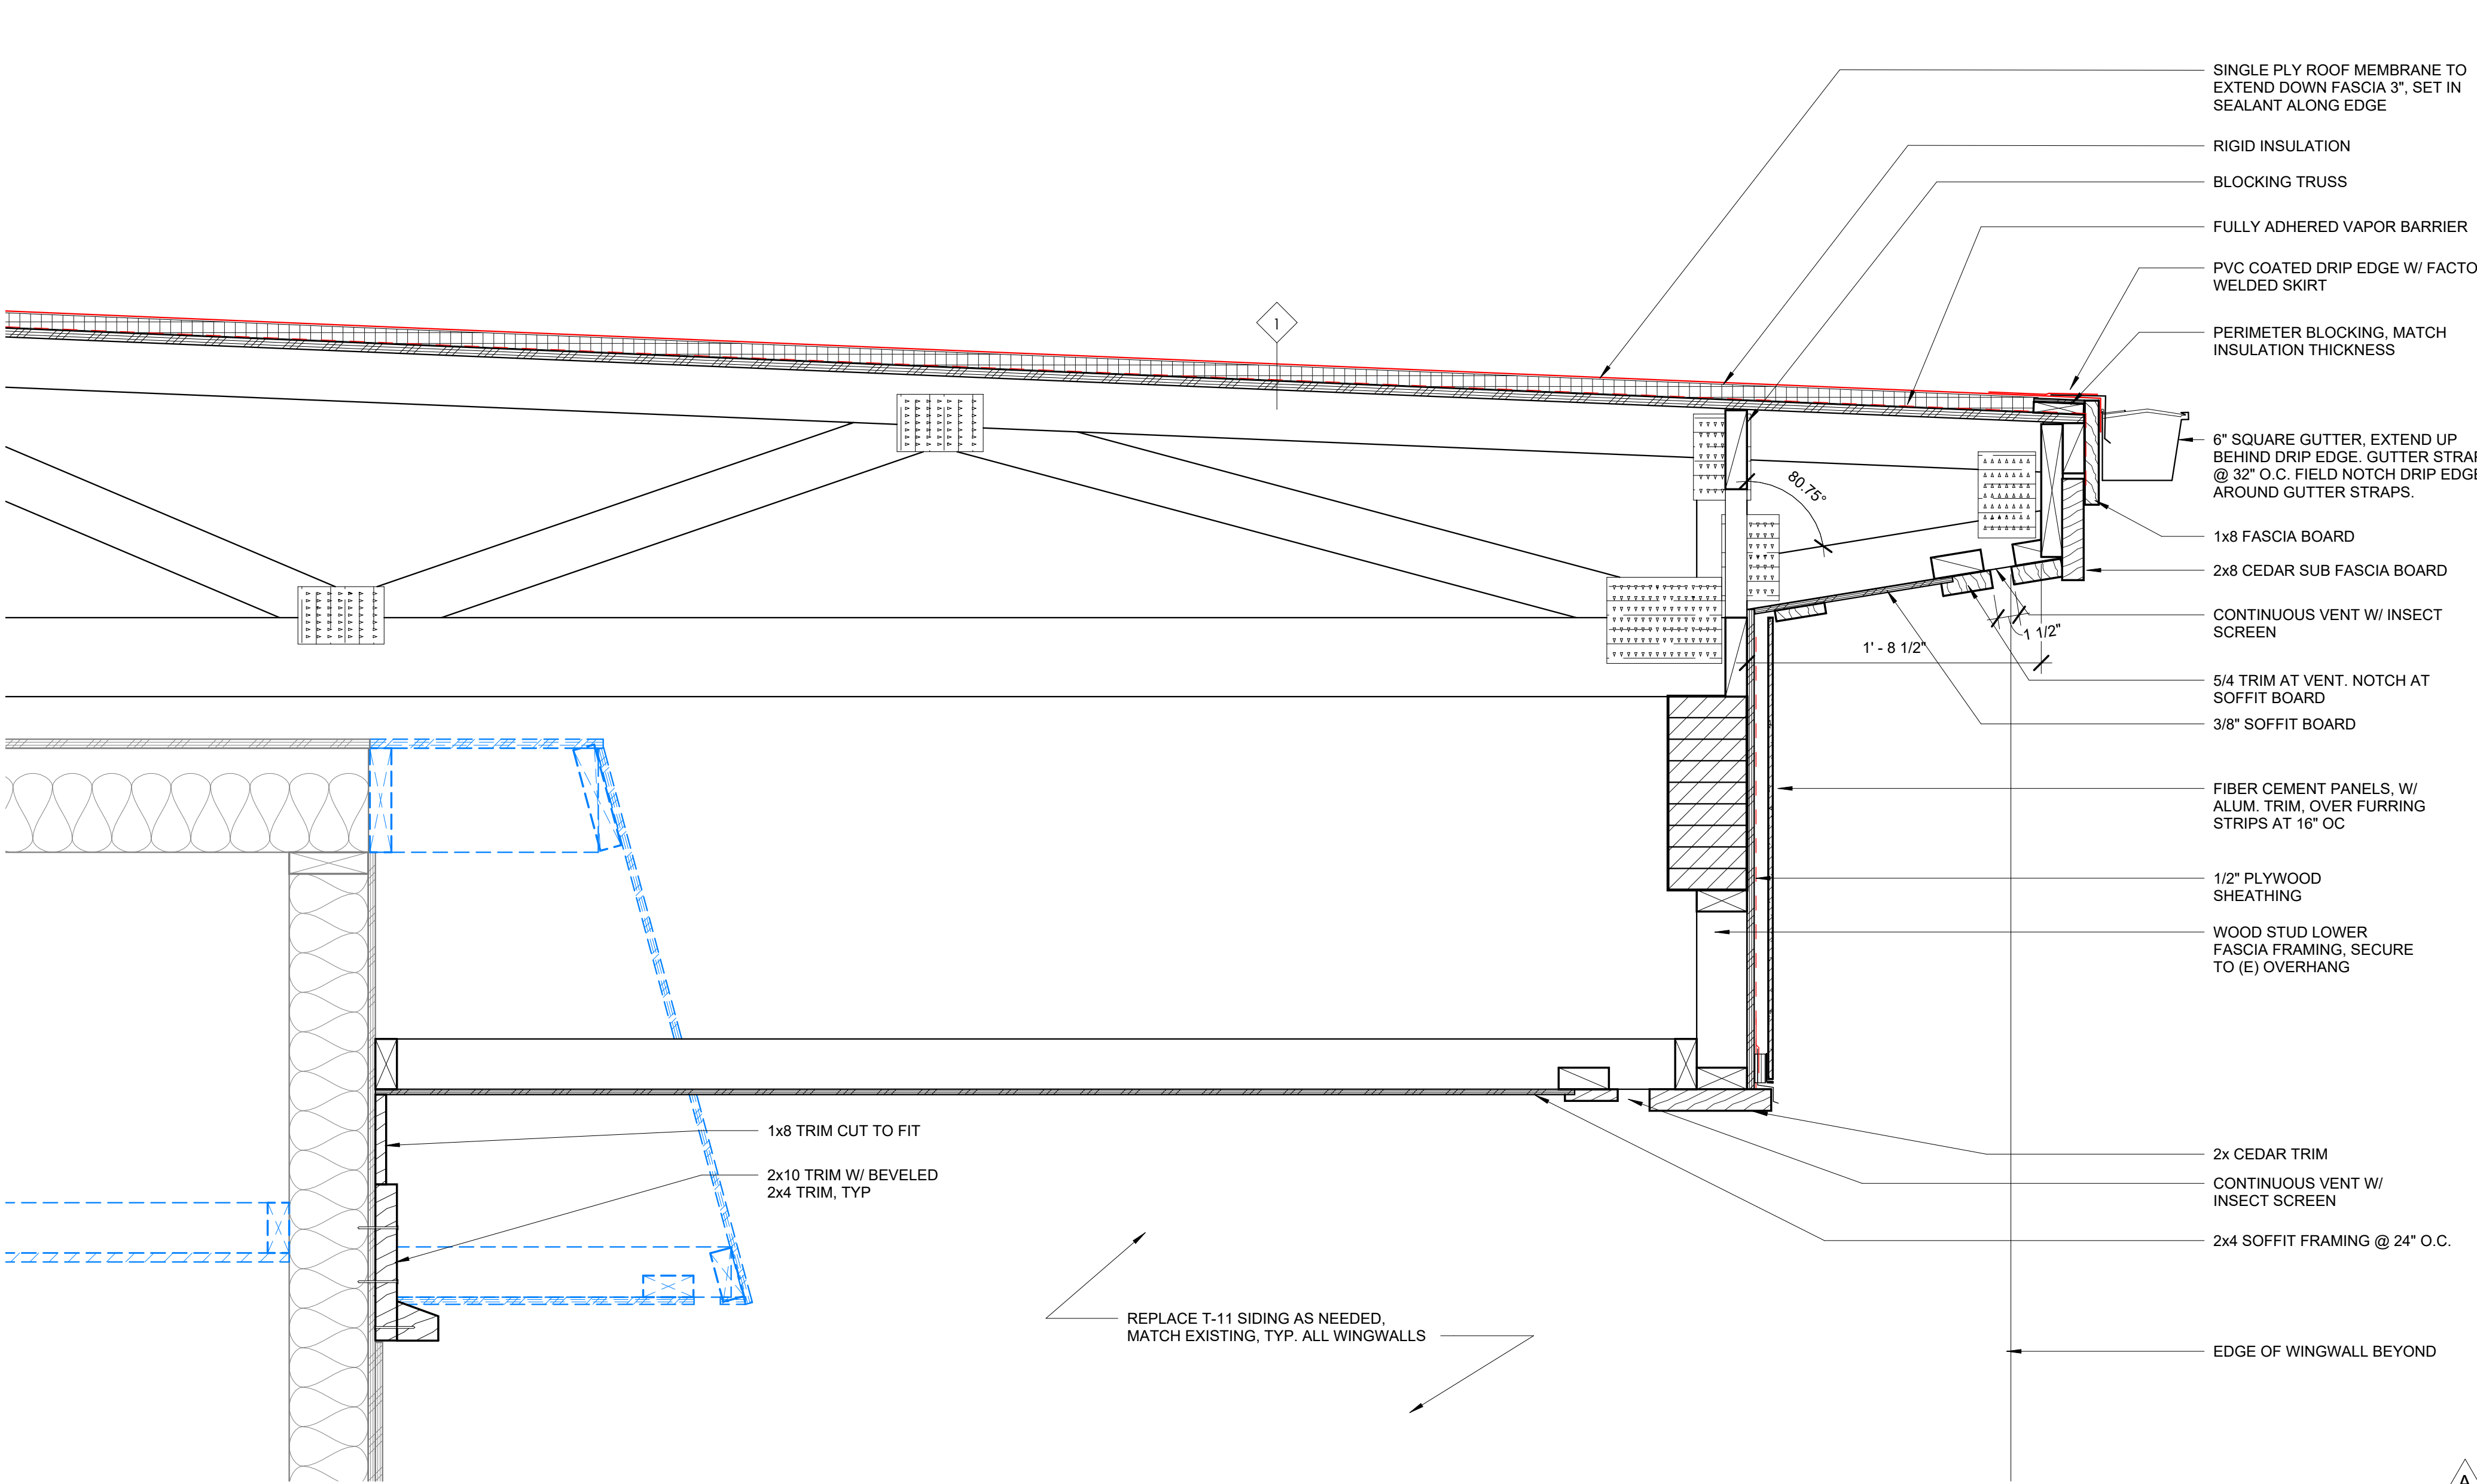 SINGLE PLY ROOF MEMBRANE TO
EXTEND DOWN FASCIA 3", SET IN
SEALANT ALONG EDGE
RIGID INSULATION
BLOCKING TRUSS
FULLY ADHERED VAPOR BARRIER
PVC COATED DRIP EDGE W/ FACTO
WELDED SKIRT
1
PERIMETER BLOCKING, MATCH
INSULATION THICKNESS
6" SQUARE GUTTER, EXTEND UP
BEHIND DRIP EDGE. GUTTER STRAP
@ 32" O.C. FIELD NOTCH DRIP EDGE
AROUND GUTTER STRAPS.
80.75°
1x8 FASCIA BOARD
2x8 CEDAR SUB FASCIA BOARD
CONTINUOUS VENT W/ INSECT
SCREEN
1 1/2"
1' - 8 1/2"
5/4 TRIM AT VENT. NOTCH AT
SOFFIT BOARD
3/8" SOFFIT BOARD
FIBER CEMENT PANELS, W/
ALUM. TRIM, OVER FURRING
STRIPS AT 16" OC
1/2" PLYWOOD
SHEATHING
WOOD STUD LOWER
FASCIA FRAMING, SECURE
TO (E) OVERHANG
1x8 TRIM CUT TO FIT
2x10 TRIM W/ BEVELED
2x4 TRIM, TYP
2x CEDAR TRIM
CONTINUOUS VENT W/
INSECT SCREEN
2x4 SOFFIT FRAMING @ 24" O.C.
REPLACE T-11 SIDING AS NEEDED,
MATCH EXISTING, TYP. ALL WINGWALLS
EDGE OF WINGWALL BEYOND
A